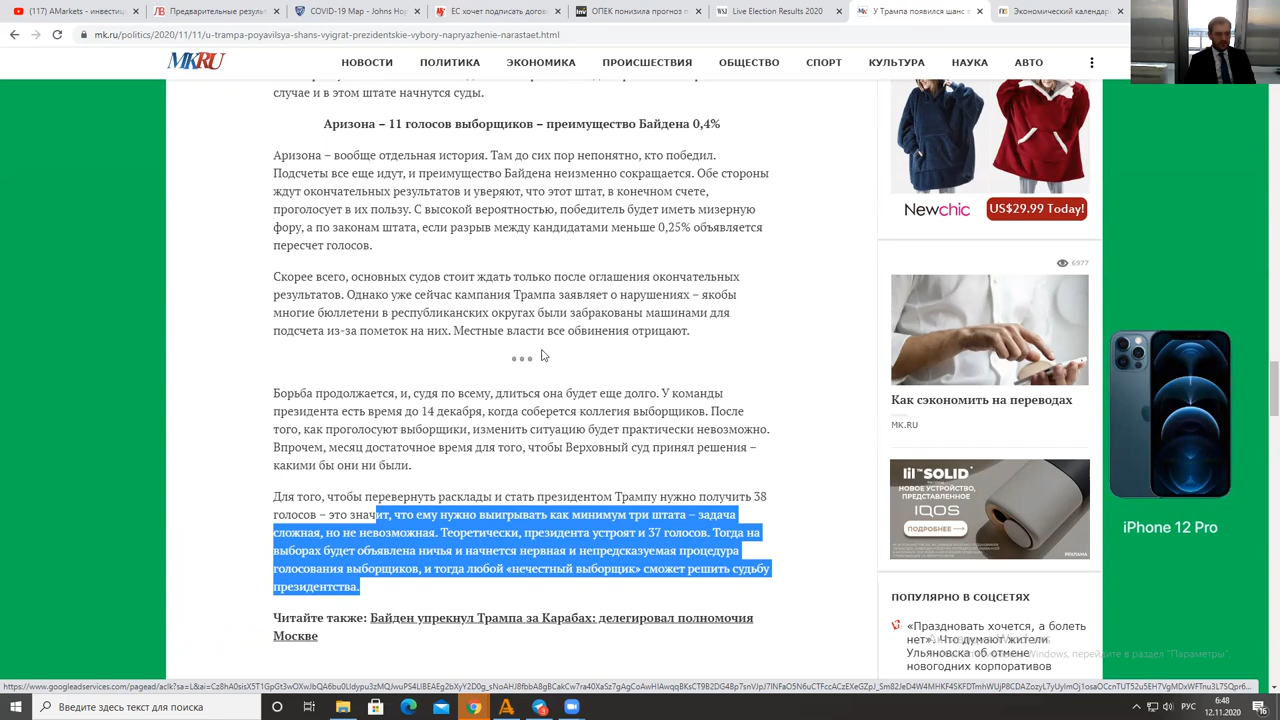 (117) AMarkets - инвест
Предварительные резуль
COVID-19 Map - Johns Hop
ЕС хочет подписать догов
ОПЕК понизила прогноз п
Live Election Results 2020
У Трампа появился шанс в
Экономический календар
mk.ru/politics/2020/11/11/u-trampa-poyavilsya-shans-vyigrat-prezidentskie-vybory-napryazhenie-narastaet.html
MKRU
НОВОСТИ ПОЛИТИКА ЭКОНОМИКА ПРОИСШЕСТВИЯ ОБЩЕСТВО СПОРТ КУЛЬТУРА НАУКА АВТО
случае и в этом штате начнутся суды.
Аризона – 11 голосов выборщиков – преимущество Байдена 0,4%
Аризона – вообще отдельная история. Там до сих пор непонятно, кто победил.
Подсчеты все еще идут, и преимущество Байдена неизменно сокращается. Обе стороны
ждут окончательных результатов и уверяют, что этот штат, в конечном счете,
проголосует в их пользу. С высокой вероятностью, победитель будет иметь мизерную
фору, а по законам штата, если разрыв между кандидатами меньше 0,25% объявляется
пересчет голосов.
Скорее всего, основных судов стоит ждать только после оглашения окончательных
результатов. Однако уже сейчас кампания Трампа заявляет о нарушениях – якобы
многие бюллетени в республиканских округах были забракованы машинами для
подсчета из-за пометок на них. Местные власти все обвинения отрицают.
Борьба продолжается, и, судя по всему, длиться она будет еще долго. У команды
президента есть время до 14 декабря, когда соберется коллегия выборщиков. После
того, как проголосуют выборщики, изменить ситуацию будет практически невозможно.
Впрочем, месяц достаточное время для того, чтобы Верховный суд принял решения –
какими бы они ни были.
Для того, чтобы перевернуть расклады и стать президентом Трампу нужно получить 38
голосов – это значит, что ему нужно выигрывать как минимум три штата – задача
сложная, но не невозможная. Теоретически, президента устроят и 37 голосов. Тогда на
выборах будет объявлена ничья и начнется нервная и непредсказуемая процедура
голосования выборщиков, и тогда любой «нечестный выборщик» сможет решить судьбу
президентства.
Читайте также: Байден упрекнул Трампа за Карабах: делегировал полномочия
Москве
Newchic
US$29.99 Today!
6977
Как сэкономить на переводах
MK.RU
lil SOLID
НОВОЕ УСТРОЙСТВО,
ПРЕДСТАВЛЕННОЕ
IQOS
ПОДРОБНЕЕ
РЕКЛАМА
ПОПУЛЯРНО В СОЦСЕТЯХ
«Праздновать хочется, а болеть
нет». Что думают жители
Ульяновска об отмене
новогодних корпоративов
iPhone 12 Pro
Windows, перейдите в раздел "Параметры".
Введите здесь текст для поиска
РУС
6:48
12.11.2020
16